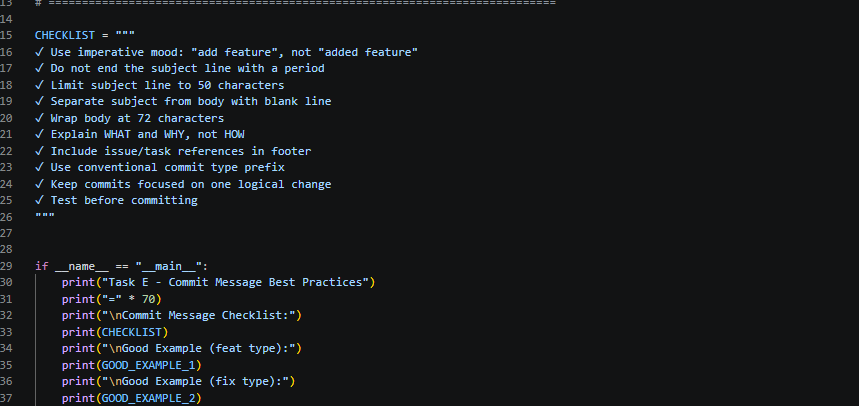 13 # ============================================================================
14
15 CHECKLIST = """
16 ✓ Use imperative mood: "add feature", not "added feature"
17 ✓ Do not end the subject line with a period
18 ✓ Limit subject line to 50 characters
19 ✓ Separate subject from body with blank line
20 ✓ Wrap body at 72 characters
21 ✓ Explain WHAT and WHY, not HOW
22 ✓ Include issue/task references in footer
23 ✓ Use conventional commit type prefix
24 ✓ Keep commits focused on one logical change
25 ✓ Test before committing
26 """
27
28
29 if __name__ == "__main__":
30     print("Task E - Commit Message Best Practices")
31     print("=" * 70)
32     print("\nCommit Message Checklist:")
33     print(CHECKLIST)
34     print("\nGood Example (feat type):")
35     print(GOOD_EXAMPLE_1)
36     print("\nGood Example (fix type):")
37     print(GOOD_EXAMPLE_2)